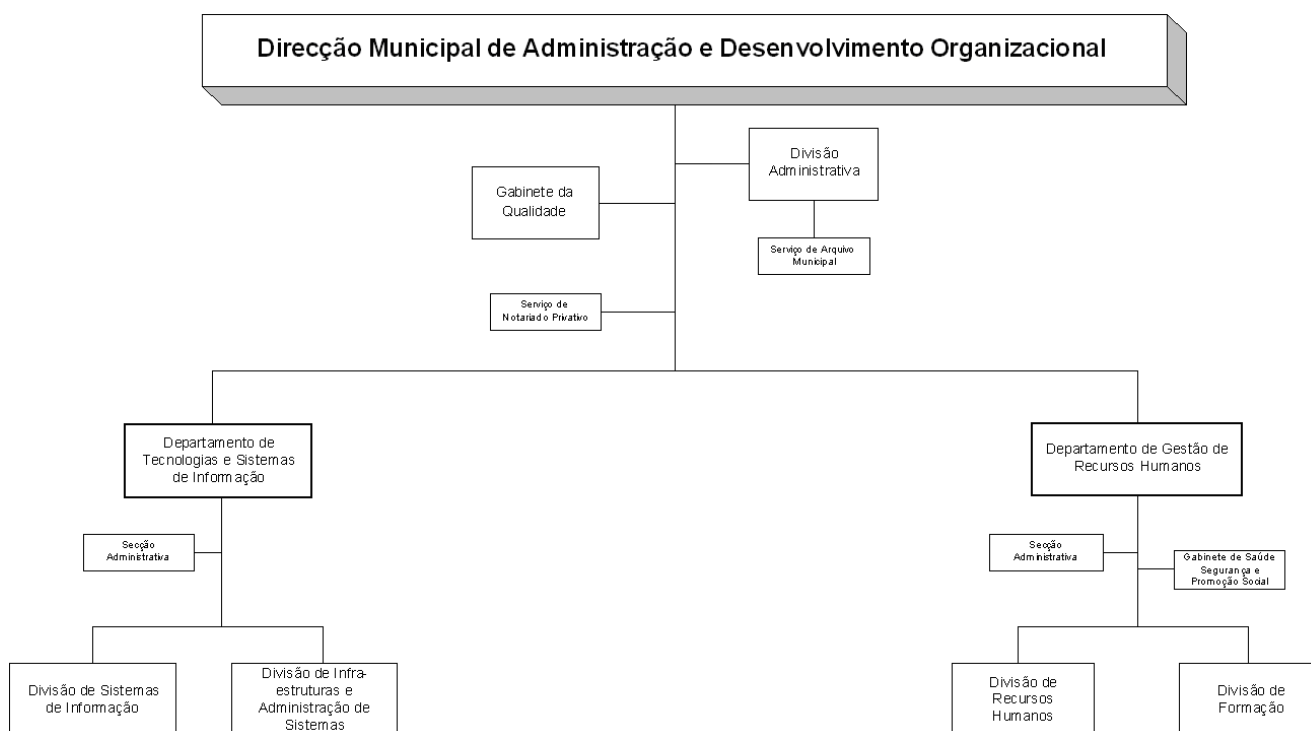 Direcção Municipal de Administração e Desenvolvimento Organizacional
Divisão
Administrativa
Gabinete da
Qualidade
Serviço de Arquivo
Municipal
Serviço de
Notariado Privativo
Departamento de
Tecnologias e Sistemas
de Informação
Departamento de Gestão de
Recursos Humanos
Secção
Administrativa
Secção
Administrativa
Gabinete de Saúde
Segurança e
Promoção Social
Divisão de Sistemas
de Informação
Divisão de Infra-
estruturas e
Administração de
Sistemas
Divisão de
Recursos
Humanos
Divisão de
Formação